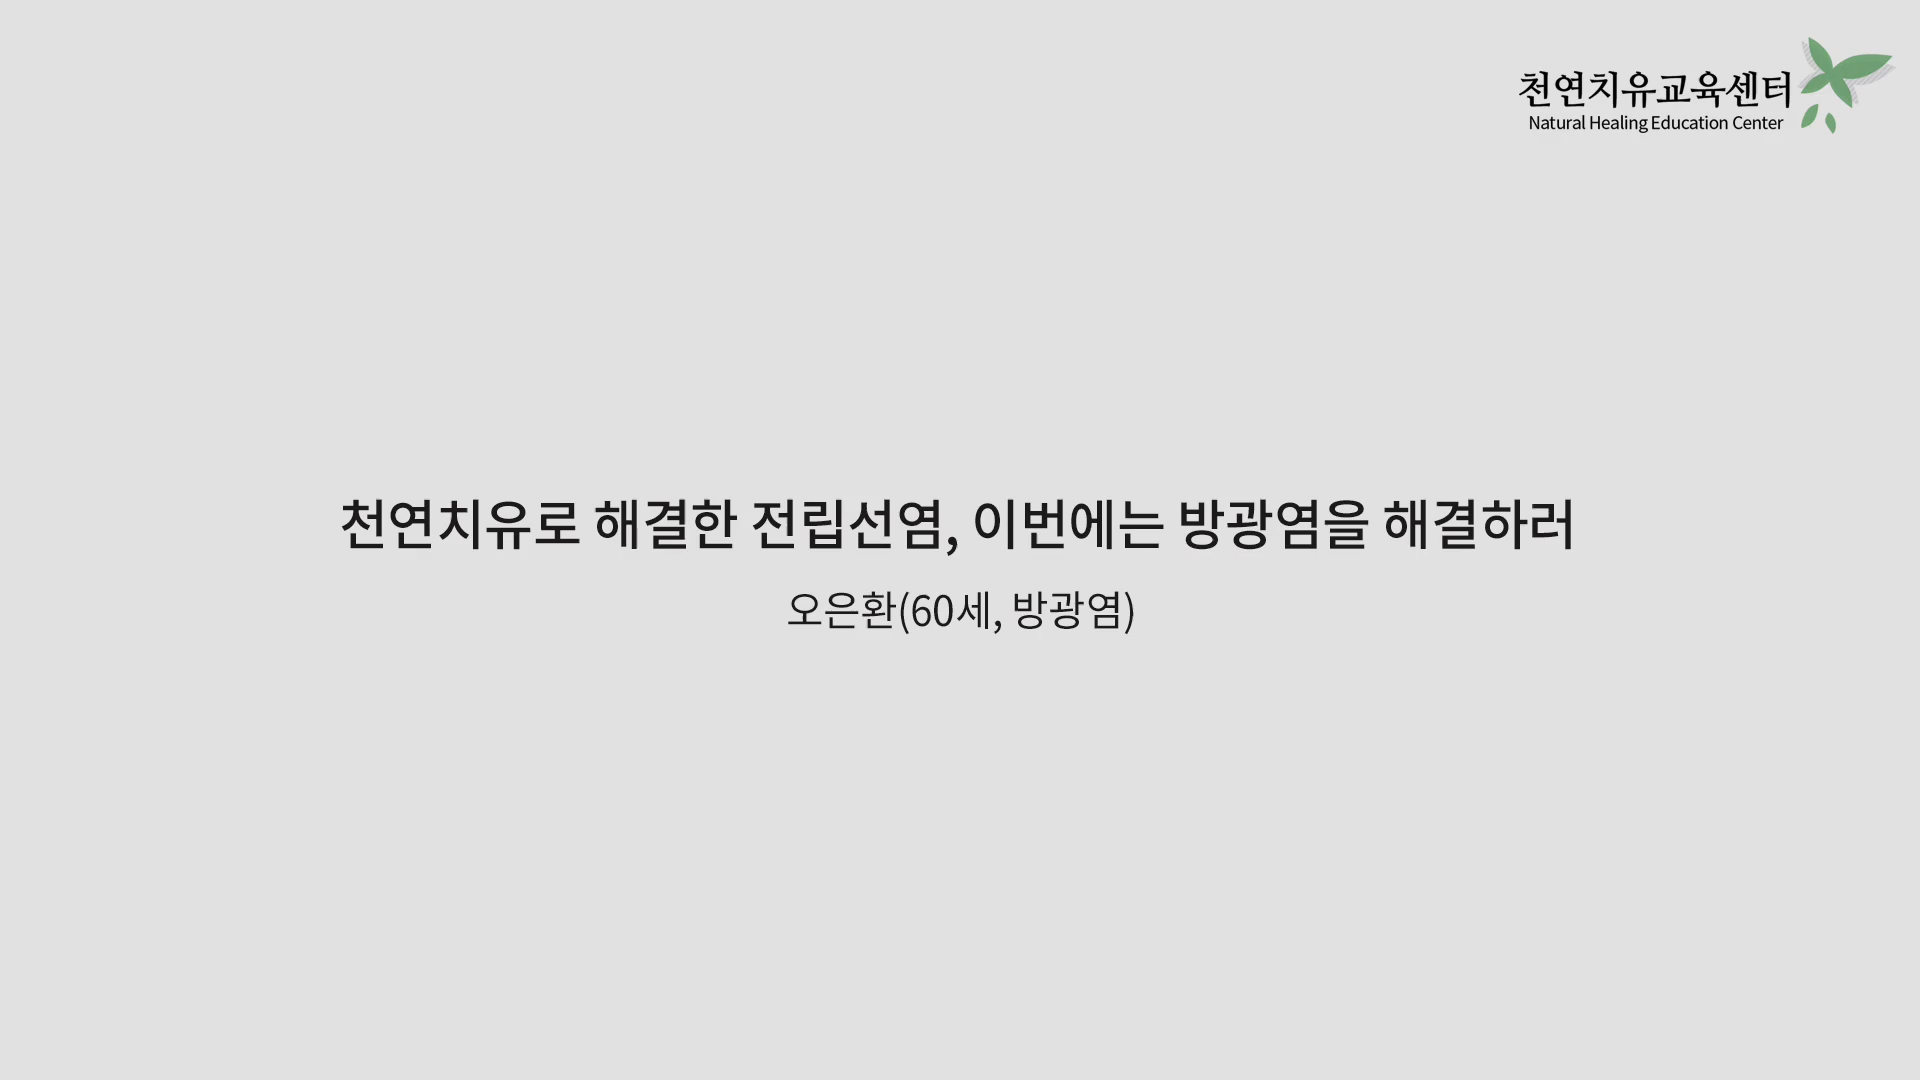 천연치유교육센터
Natural Healing Education Center
천연치유로 해결한 전립선염, 이번에는 방광염을 해결하러
오은환(60세, 방광염)